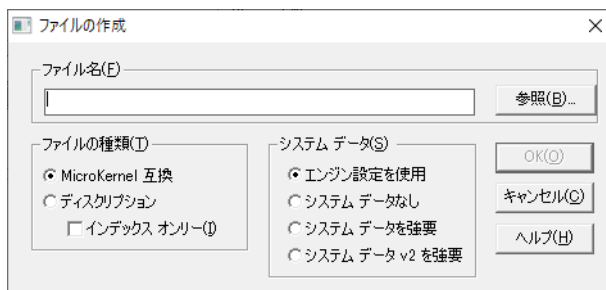 ファイルの作成
ファイル名(F)
参照(B)...
ファイルの種類(T)
MicroKernel 互換
ディスクリプション
インデックス オンリー(I)
システム データ(S)
エンジン設定を使用
システム データなし
システム データを強要
システム データ v2 を強要
OK(O)
キャンセル(C)
ヘルプ(H)